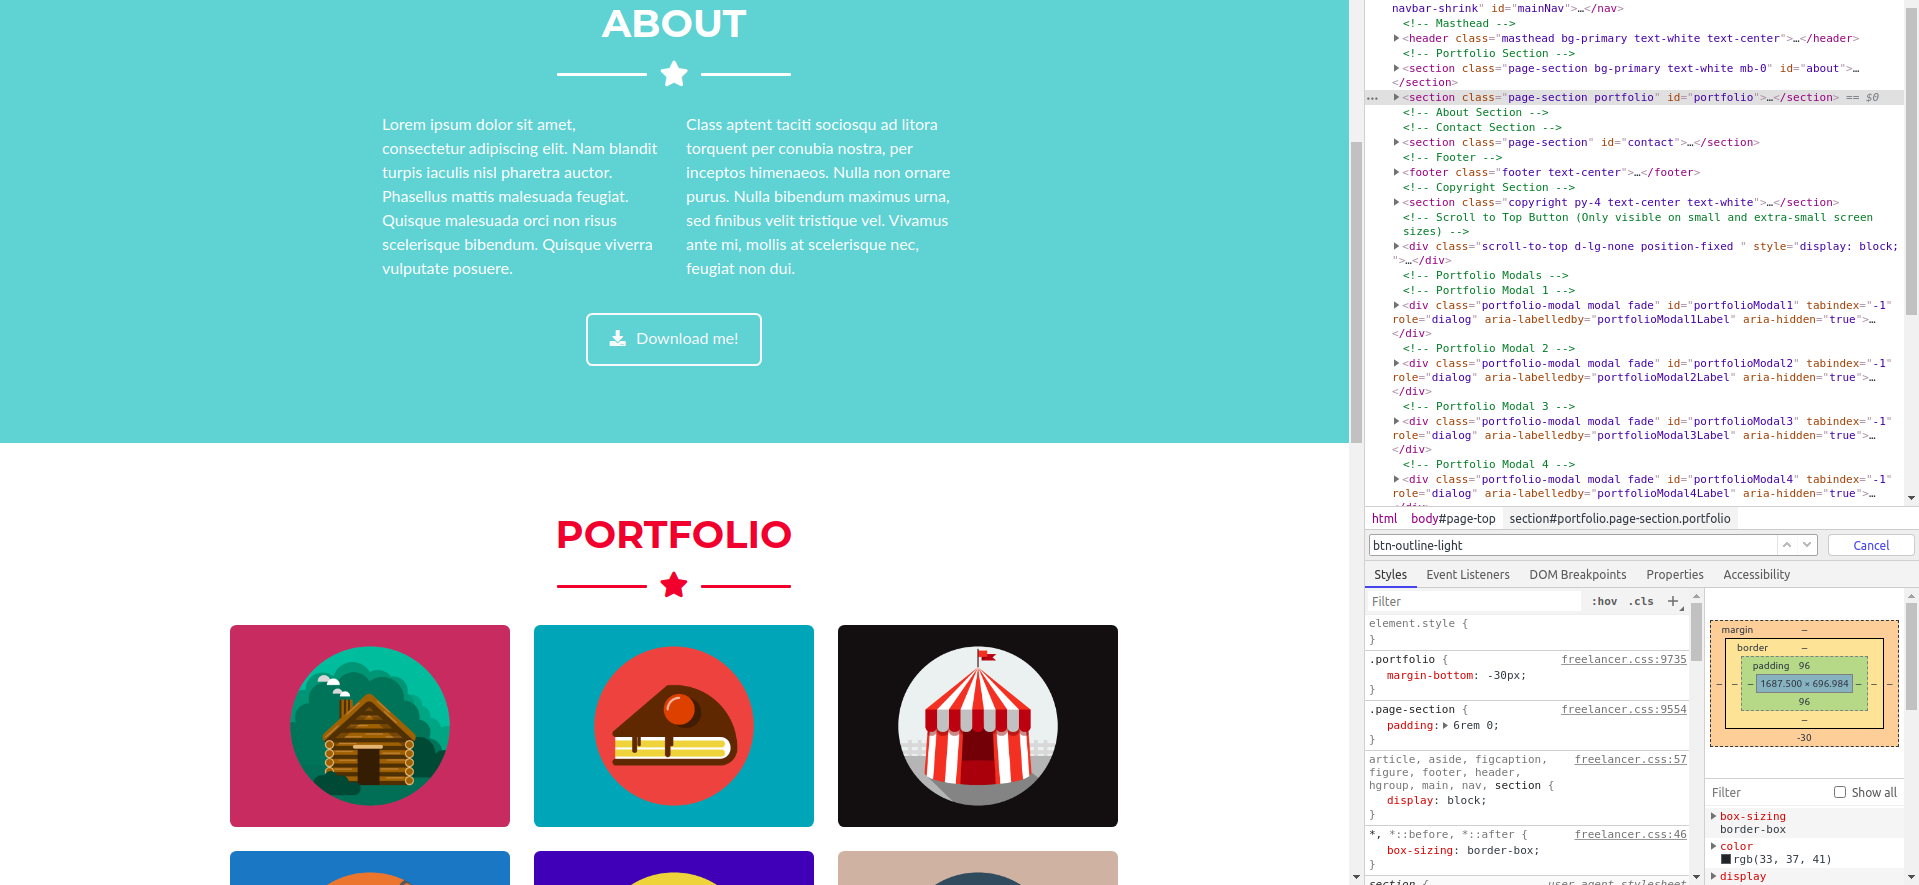 ABOUT
Lorem ipsum dolor sit amet,
consectetur adipiscing elit. Nam blandit
turpis iaculis nisl pharetra auctor.
Phasellus mattis malesuada feugiat.
Quisque malesuada orci non risus
scelerisque bibendum. Quisque viverra
vulputate posuere.
Class aptent taciti sociosqu ad litora
torquent per conubia nostra, per
inceptos himenaeos. Nulla non ornare
purus. Nulla bibendum maximus urna,
sed finibus velit tristique vel. Vivamus
ante mi, mollis at scelerisque nec,
feugiat non dui.
Download me!
PORTFOLIO
navbar-shrink" id="mainNav">…</nav>
<!-- Masthead -->
<header class="masthead bg-primary text-white text-center">…</header>
<!-- Portfolio Section -->
<section class="page-section bg-primary text-white mb-0" id="about">…
</section>
<section class="page-section portfolio" id="portfolio">…</section> == $0
<!-- About Section -->
<!-- Contact Section -->
<section class="page-section" id="contact">…</section>
<!-- Footer -->
<footer class="footer text-center">…</footer>
<!-- Copyright Section -->
<section class="copyright py-4 text-center text-white">…</section>
<!-- Scroll to Top Button (Only visible on small and extra-small screen
sizes) -->
<div class="scroll-to-top d-lg-none position-fixed " style="display: block;
">…</div>
<!-- Portfolio Modals -->
<!-- Portfolio Modal 1 -->
<div class="portfolio-modal modal fade" id="portfolioModal1" tabindex="-1"
role="dialog" aria-labelledby="portfolioModal1Label" aria-hidden="true">…
</div>
<!-- Portfolio Modal 2 -->
<div class="portfolio-modal modal fade" id="portfolioModal2" tabindex="-1"
role="dialog" aria-labelledby="portfolioModal2Label" aria-hidden="true">…
</div>
<!-- Portfolio Modal 3 -->
<div class="portfolio-modal modal fade" id="portfolioModal3" tabindex="-1"
role="dialog" aria-labelledby="portfolioModal3Label" aria-hidden="true">…
</div>
<!-- Portfolio Modal 4 -->
<div class="portfolio-modal modal fade" id="portfolioModal4" tabindex="-1"
role="dialog" aria-labelledby="portfolioModal4Label" aria-hidden="true">…
html body#page-top section#portfolio.page-section.portfolio
btn-outline-light Cancel
Styles Event Listeners DOM Breakpoints Properties Accessibility
Filter :hov .cls +
element.style {
}
.portfolio { freelancer.css:9735
margin-bottom: -30px;
}
.page-section { freelancer.css:9554
padding: 6rem 0;
}
article, aside, figcaption, freelancer.css:57
figure, footer, header,
hgroup, main, nav, section {
display: block;
}
*, *::before, *::after { freelancer.css:46
box-sizing: border-box;
}
section { user agent stylesheet
margin –
border –
padding 96
– – – 1687.500 × 696.984 – – –
96
–
-30
Filter Show all
box-sizing
border-box
color
rgb(33, 37, 41)
display